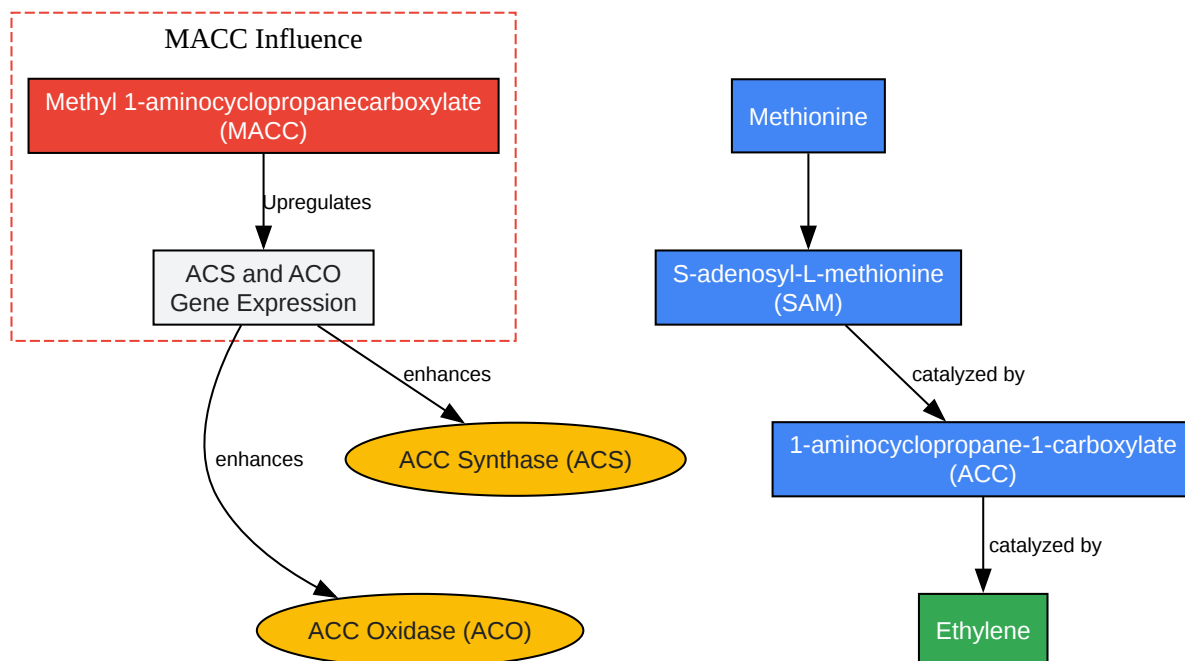 MACC Influence
Methyl 1-aminocyclopropanecarboxylate
(MACC)
Upregulates
ACS and ACO
Gene Expression
enhances
ACC Synthase (ACS)
enhances
ACC Oxidase (ACO)
Methionine
S-adenosyl-L-methionine
(SAM)
catalyzed by
1-aminocyclopropane-1-carboxylate
(ACC)
catalyzed by
Ethylene